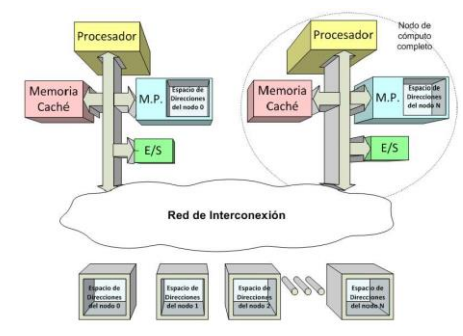 Procesador
Memoria
Caché
M.P.
Espacio de
Direcciones
del nodo 0
E/S
Procesador
Nodo de
cómputo
completo
Memoria
Caché
M.P.
Espacio de
Direcciones
del nodo N
E/S
Red de Interconexión
Espacio de
Direcciones
del nodo 0
Espacio de
Direcciones
del nodo 1
Espacio de
Direcciones
del nodo 2
Espacio de
Direcciones
del nodo N